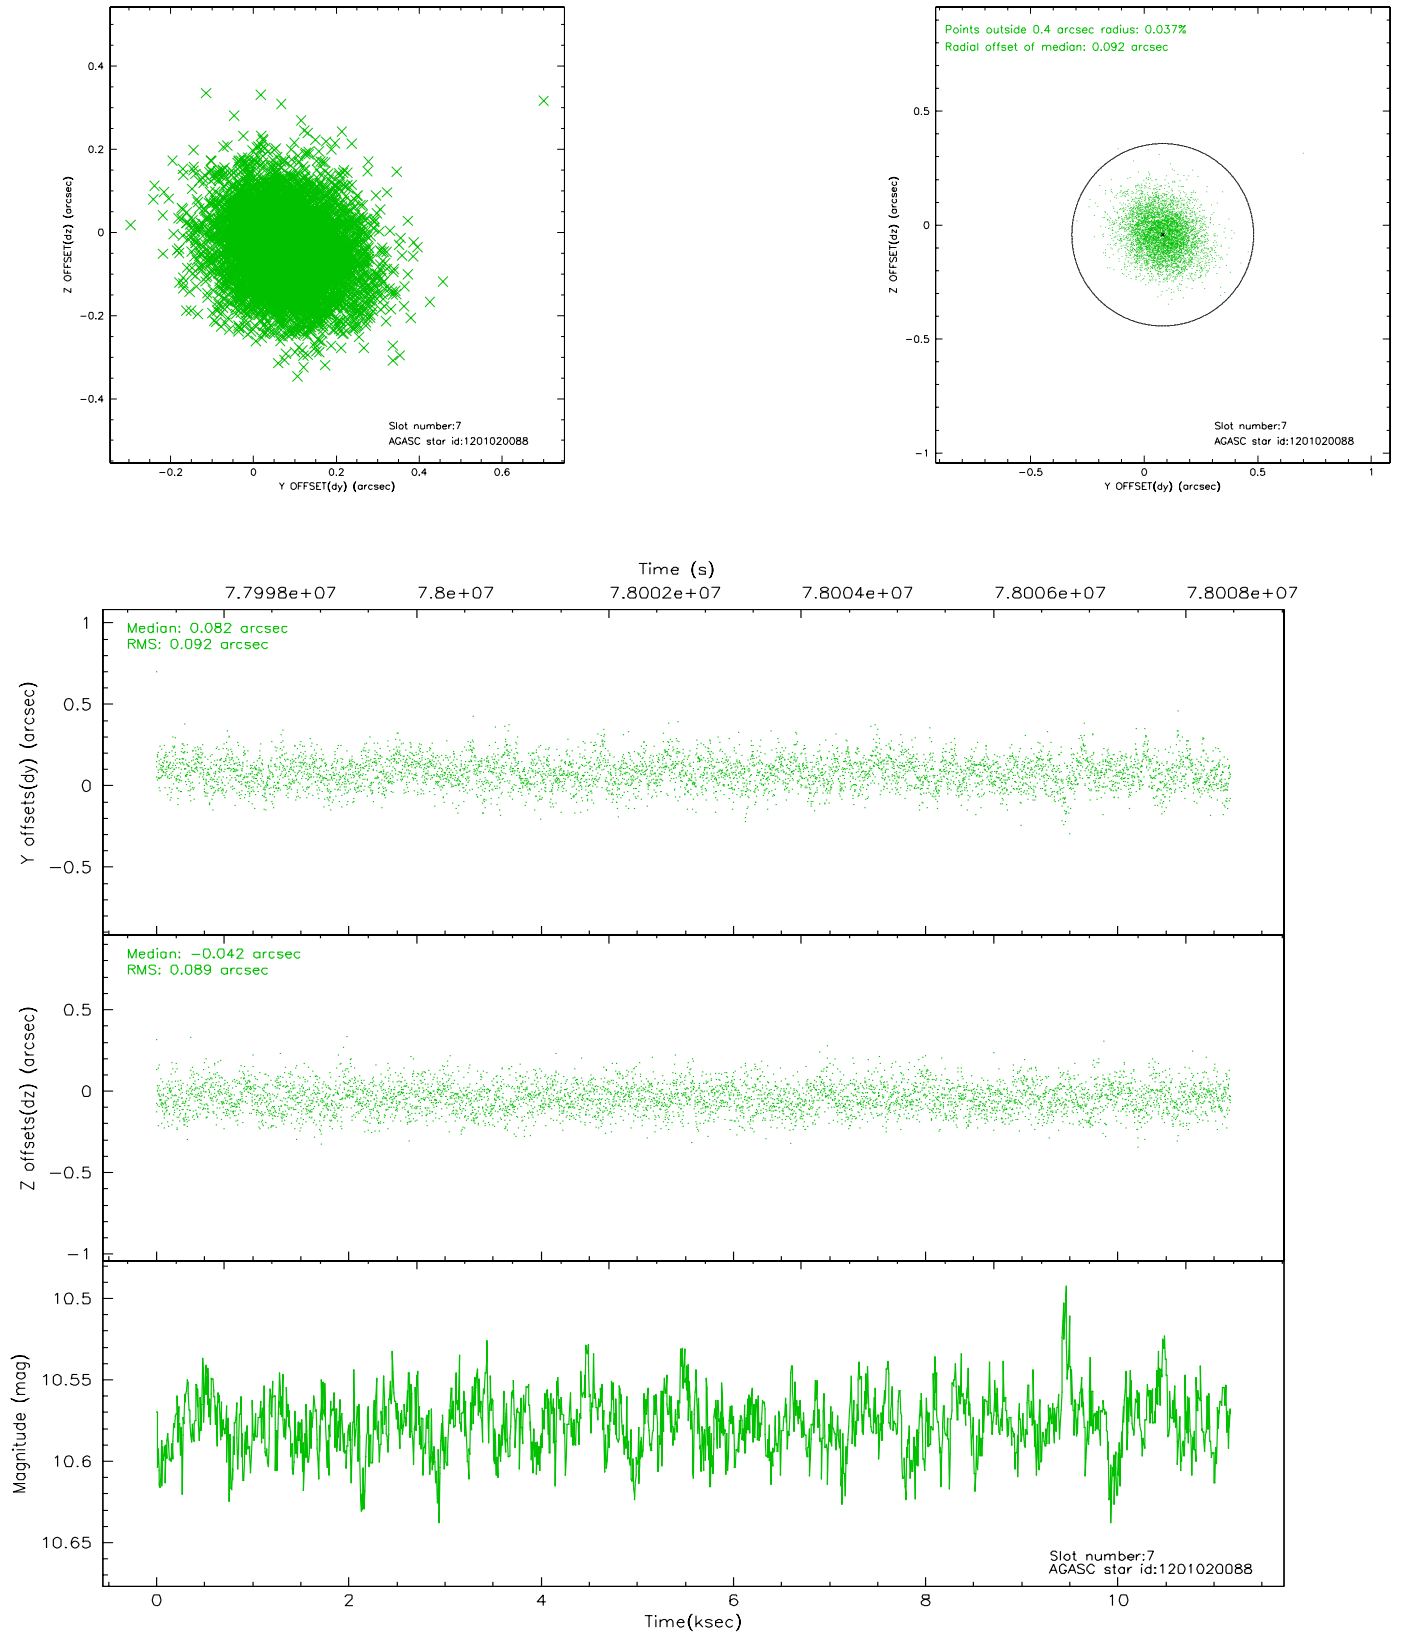 0.4
0.2
0
−0.2
−0.4
Z OFFSET(dz) (arcsec)
Slot number:7
AGASC star id:1201020088
−0.2 0 0.2 0.4 0.6
Y OFFSET(dy) (arcsec)
Points outside 0.4 arcsec radius: 0.037%
Radial offset of median: 0.092 arcsec
0.5
0
−0.5
−1
Z OFFSET(dz) (arcsec)
Slot number:7
AGASC star id:1201020088
−0.5 0 0.5 1
Y OFFSET(dy) (arcsec)
Time (s)
7.7998e+07 7.8e+07 7.8002e+07 7.8004e+07 7.8006e+07 7.8008e+07
Median: 0.082 arcsec
RMS: 0.092 arcsec
1
0.5
0
−0.5
Y offsets(dy) (arcsec)
Median: −0.042 arcsec
RMS: 0.089 arcsec
0.5
0
−0.5
−1
Z offsets(dz) (arcsec)
10.5
10.55
10.6
10.65
Magnitude (mag)
Slot number:7
AGASC star id:1201020088
0 2 4 6 8 10
Time(ksec)